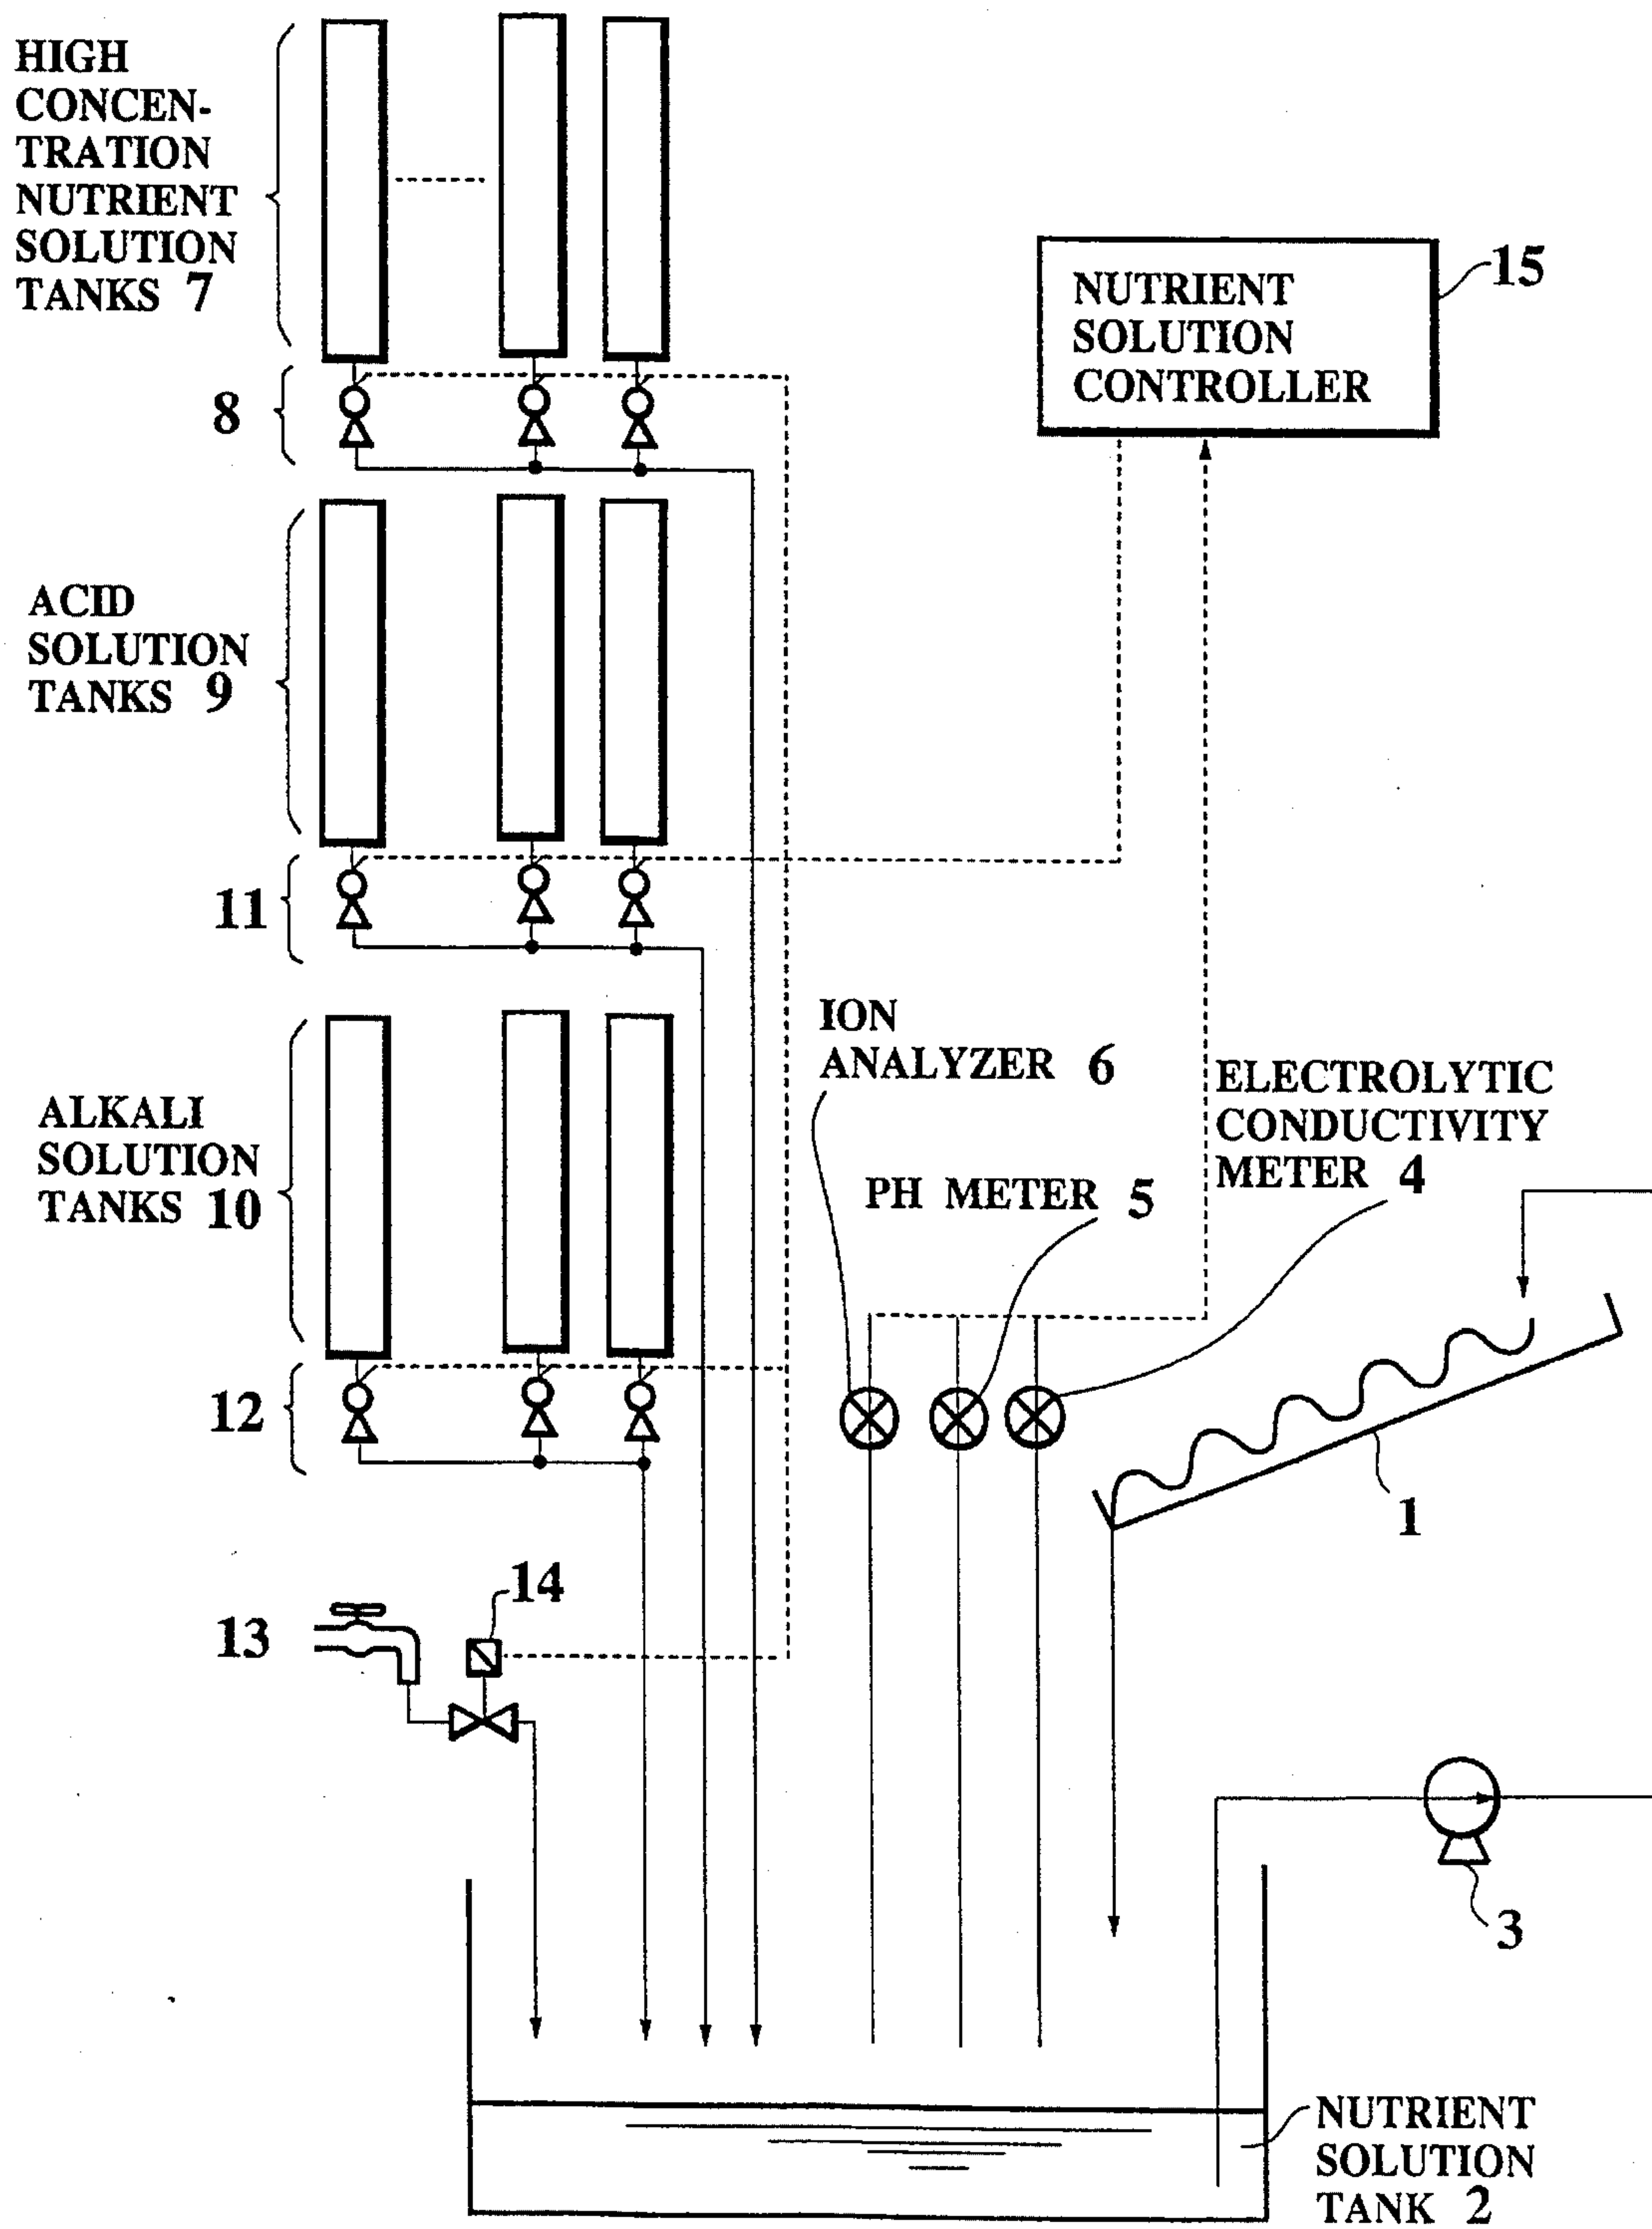 HIGH
CONCEN-
TRATION
NUTRIENT
SOLUTION
TANKS 7
8
NUTRIENT
SOLUTION
CONTROLLER
15
ACID
SOLUTION
TANKS 9
11
ION
ANALYZER 6
ELECTROLYTIC
CONDUCTIVITY
METER 4
PH METER 5
ALKALI
SOLUTION
TANKS 10
12
1
14
13
3
NUTRIENT
SOLUTION
TANK 2